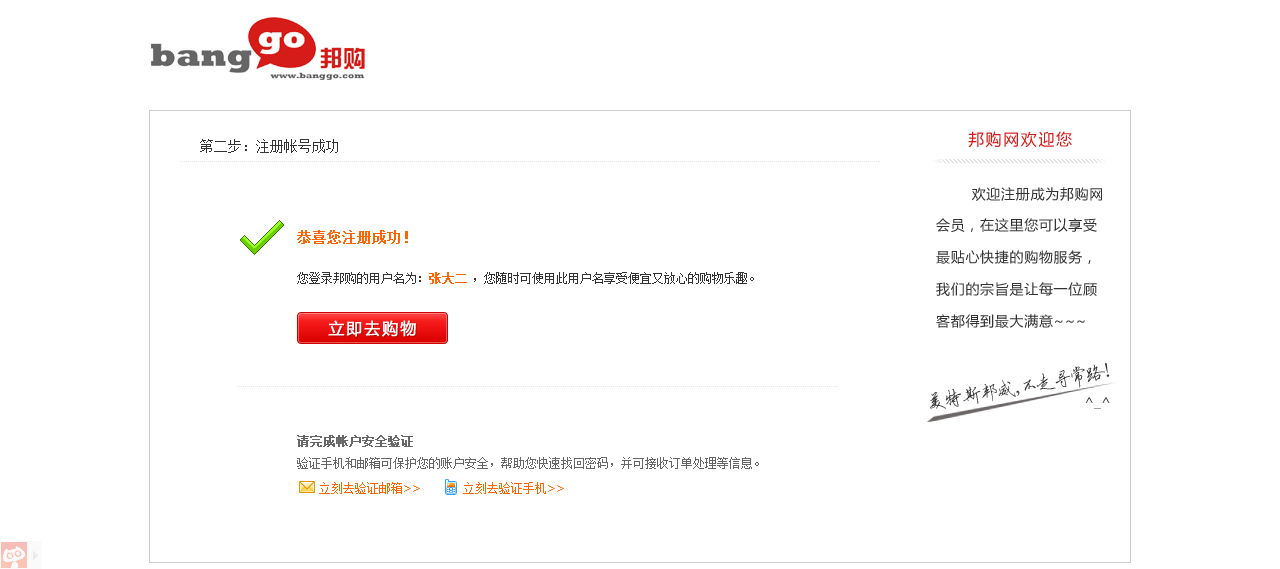 bang go 邦购
www.banggo.com
第二步：注册帐号成功
恭喜您注册成功！
您登录邦购的用户名为：张大二 ，您随时可使用此用户名享受便宜又放心的购物乐趣。
立即去购物
请完成帐户安全验证
验证手机和邮箱可保护您的账户安全，帮助您快速找回密码，并可接收订单处理等信息。
立刻去验证邮箱>> 立刻去验证手机>>
邦购网欢迎您
欢迎注册成为邦购网
会员，在这里您可以享受
最贴心快捷的购物服务，
我们的宗旨是让每一位顾
客都得到最大满意~~~
美特斯邦威，不走寻常路！
^_^